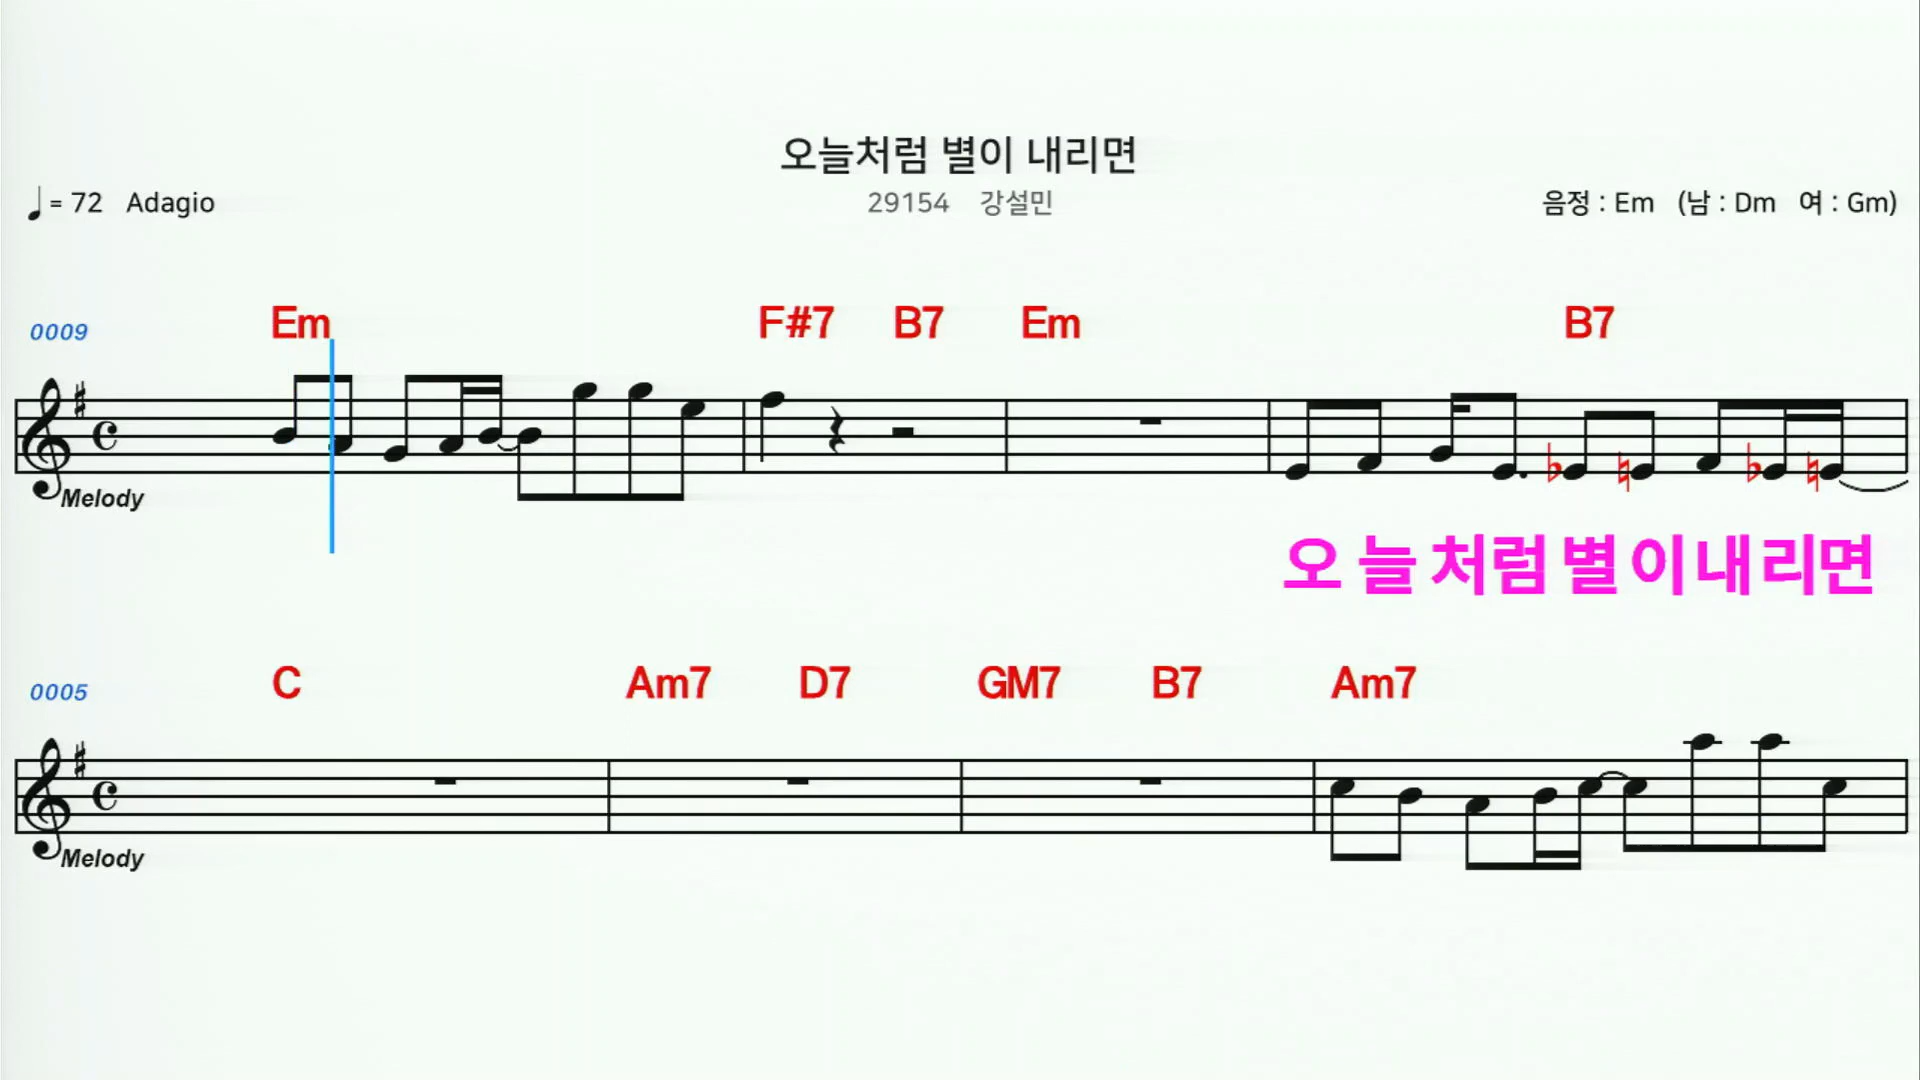 오늘처럼 별이 내리면
♩= 72 Adagio 29154 강설민 음정 : Em (남 : Dm 여 : Gm)
0009 Em F#7 B7 Em B7
Melody
오 늘 처럼 별 이 내 리면
0005 C Am7 D7 GM7 B7 Am7
Melody